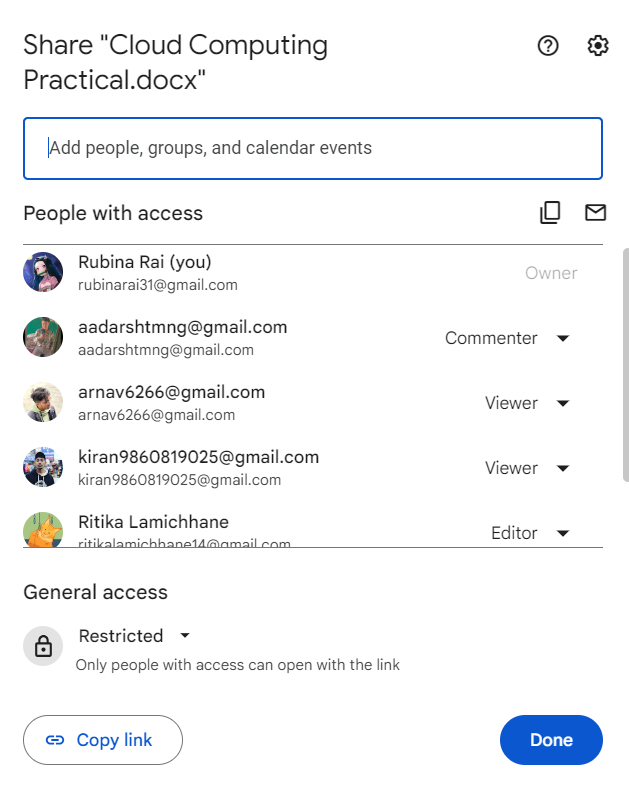 Share "Cloud Computing
Practical.docx"
Add people, groups, and calendar events
People with access
Rubina Rai (you)
rubinarai31@gmail.com
Owner
aadarshtmng@gmail.com
aadarshtmng@gmail.com
Commenter
arnav6266@gmail.com
arnav6266@gmail.com
Viewer
kiran9860819025@gmail.com
kiran9860819025@gmail.com
Viewer
Ritika Lamichhane
ritikalamichhane14@gmail.com
Editor
General access
Restricted
Only people with access can open with the link
Copy link
Done